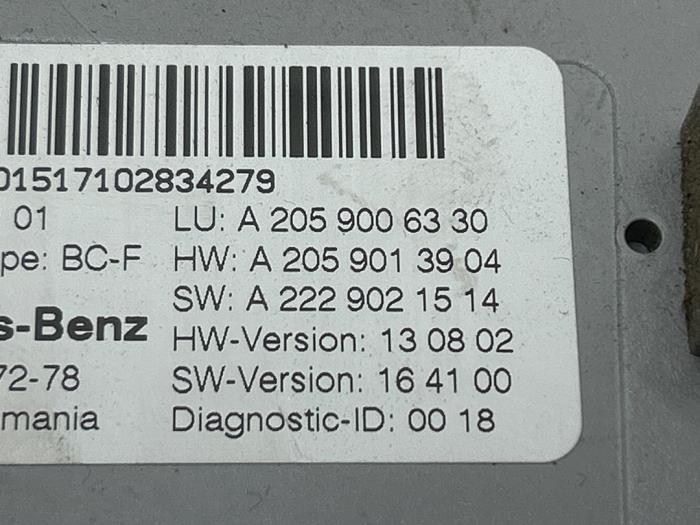 01517102834279
01 LU: A 205 900 63 30
pe: BC-F HW: A 205 901 39 04
SW: A 222 902 15 14
s-Benz HW-Version: 13 08 02
72-78 SW-Version: 16 41 00
mania Diagnostic-ID: 00 18